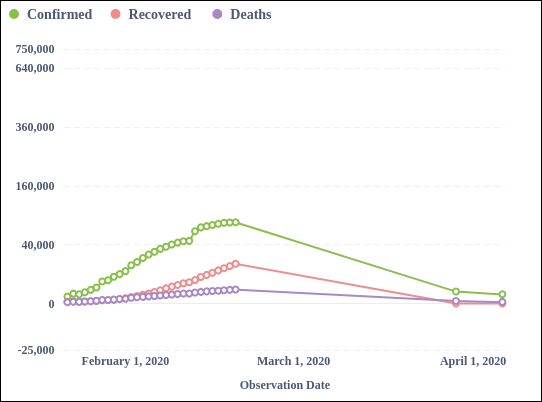 Confirmed Recovered Deaths
750,000
640,000
360,000
160,000
40,000
0
-25,000
February 1, 2020 March 1, 2020 April 1, 2020
Observation Date